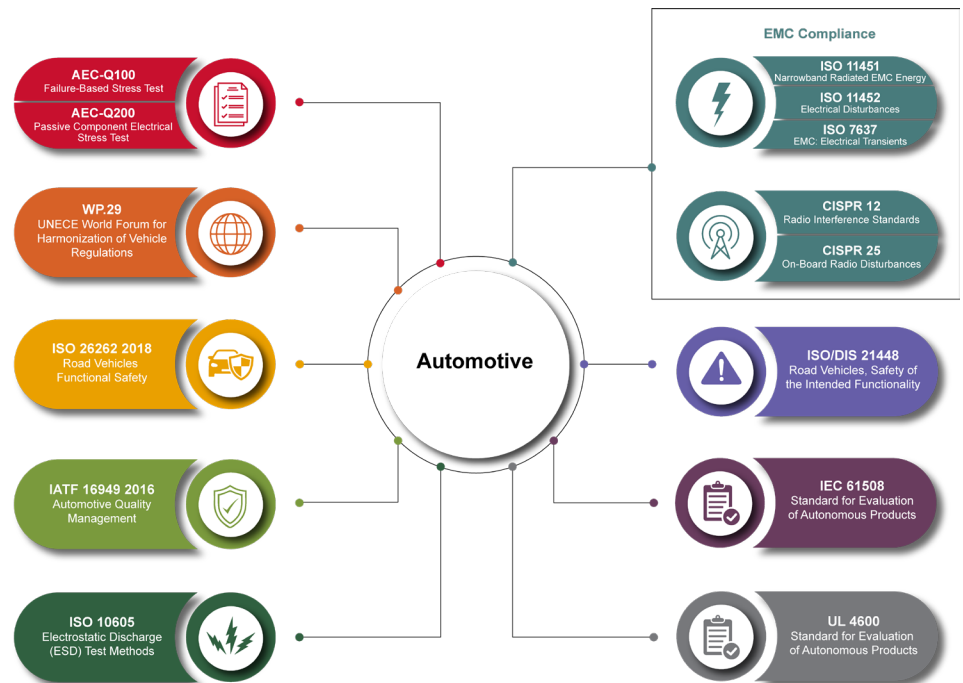 EMC Compliance
AEC-Q100
Failure-Based Stress Test
AEC-Q200
Passive Component Electrical
Stress Test
ISO 11451
Narrowband Radiated EMC Energy
ISO 11452
Electrical Disturbances
ISO 7637
EMC: Electrical Transients
WP.29
UNECE World Forum for
Harmonization of Vehicle
Regulations
CISPR 12
Radio Interference Standards
CISPR 25
On-Board Radio Disturbances
ISO 26262 2018
Road Vehicles
Functional Safety
Automotive
ISO/DIS 21448
Road Vehicles, Safety of
the Intended Functionality
IATF 16949 2016
Automotive Quality
Management
IEC 61508
Standard for Evaluation
of Autonomous Products
ISO 10605
Electrostatic Discharge
(ESD) Test Methods
UL 4600
Standard for Evaluation
of Autonomous Products